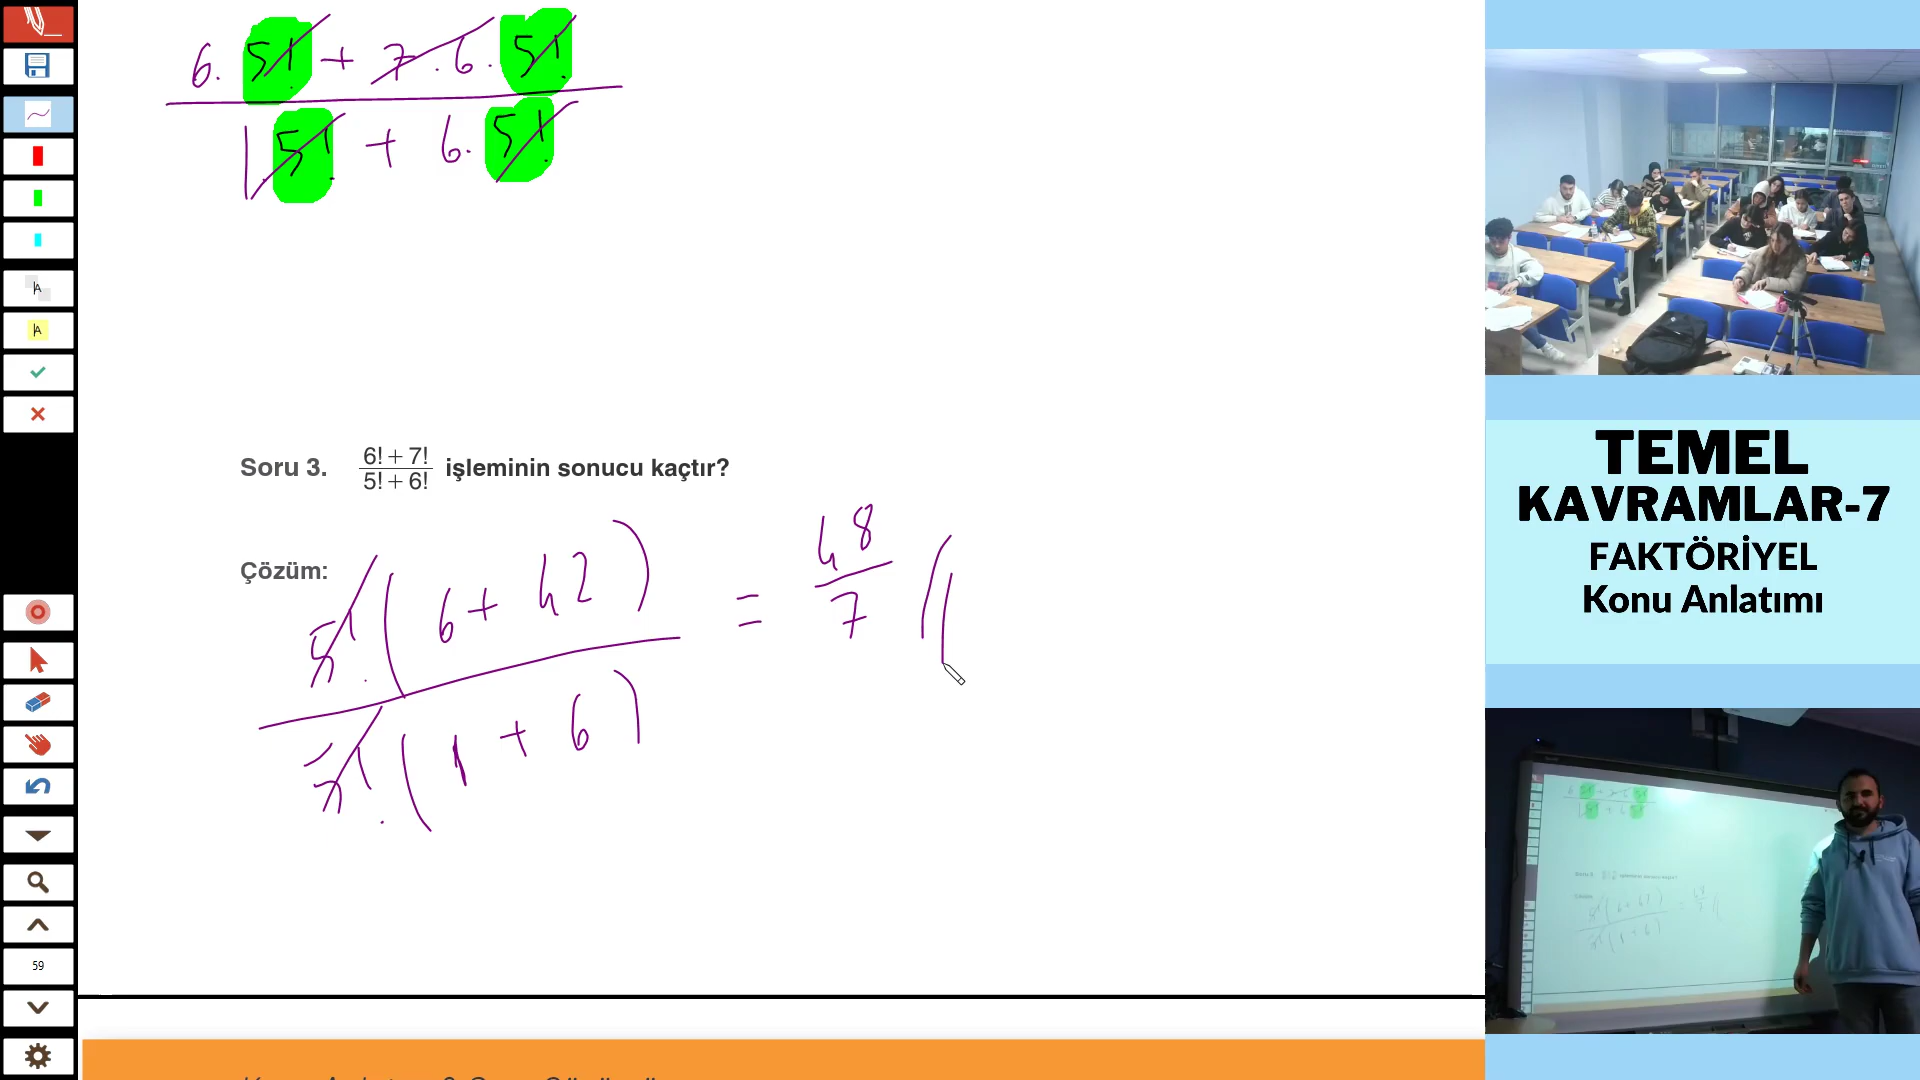 6. 5! + 7.6. 5!
1.5! + 6. 5!
Soru 3. (6! + 7!)/(5! + 6!) işleminin sonucu kaçtır?
Çözüm:
5! . ( 6 + 42 )
5! . ( 1 + 6 )
= 48/7
59
TEMEL
KAVRAMLAR-7
FAKTÖRİYEL
Konu Anlatımı